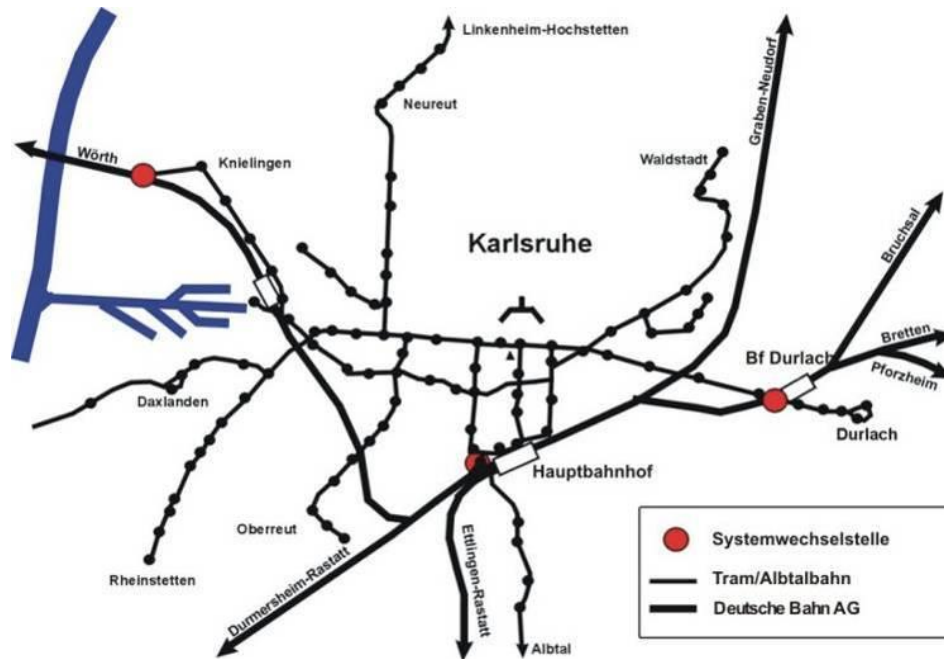 Linkenheim-Hochstetten
Neureut
Graben-Neudorf
Wörth
Knielingen
Waldstadt
Karlsruhe
Bruchsal
Bretten
Bf Durlach
Pforzheim
Daxlanden
Durlach
Hauptbahnhof
Oberreut
Rheinstetten
Durmersheim-Rastatt
Ettlingen-Rastatt
Albtal
Systemwechselstelle
Tram/Albtalbahn
Deutsche Bahn AG